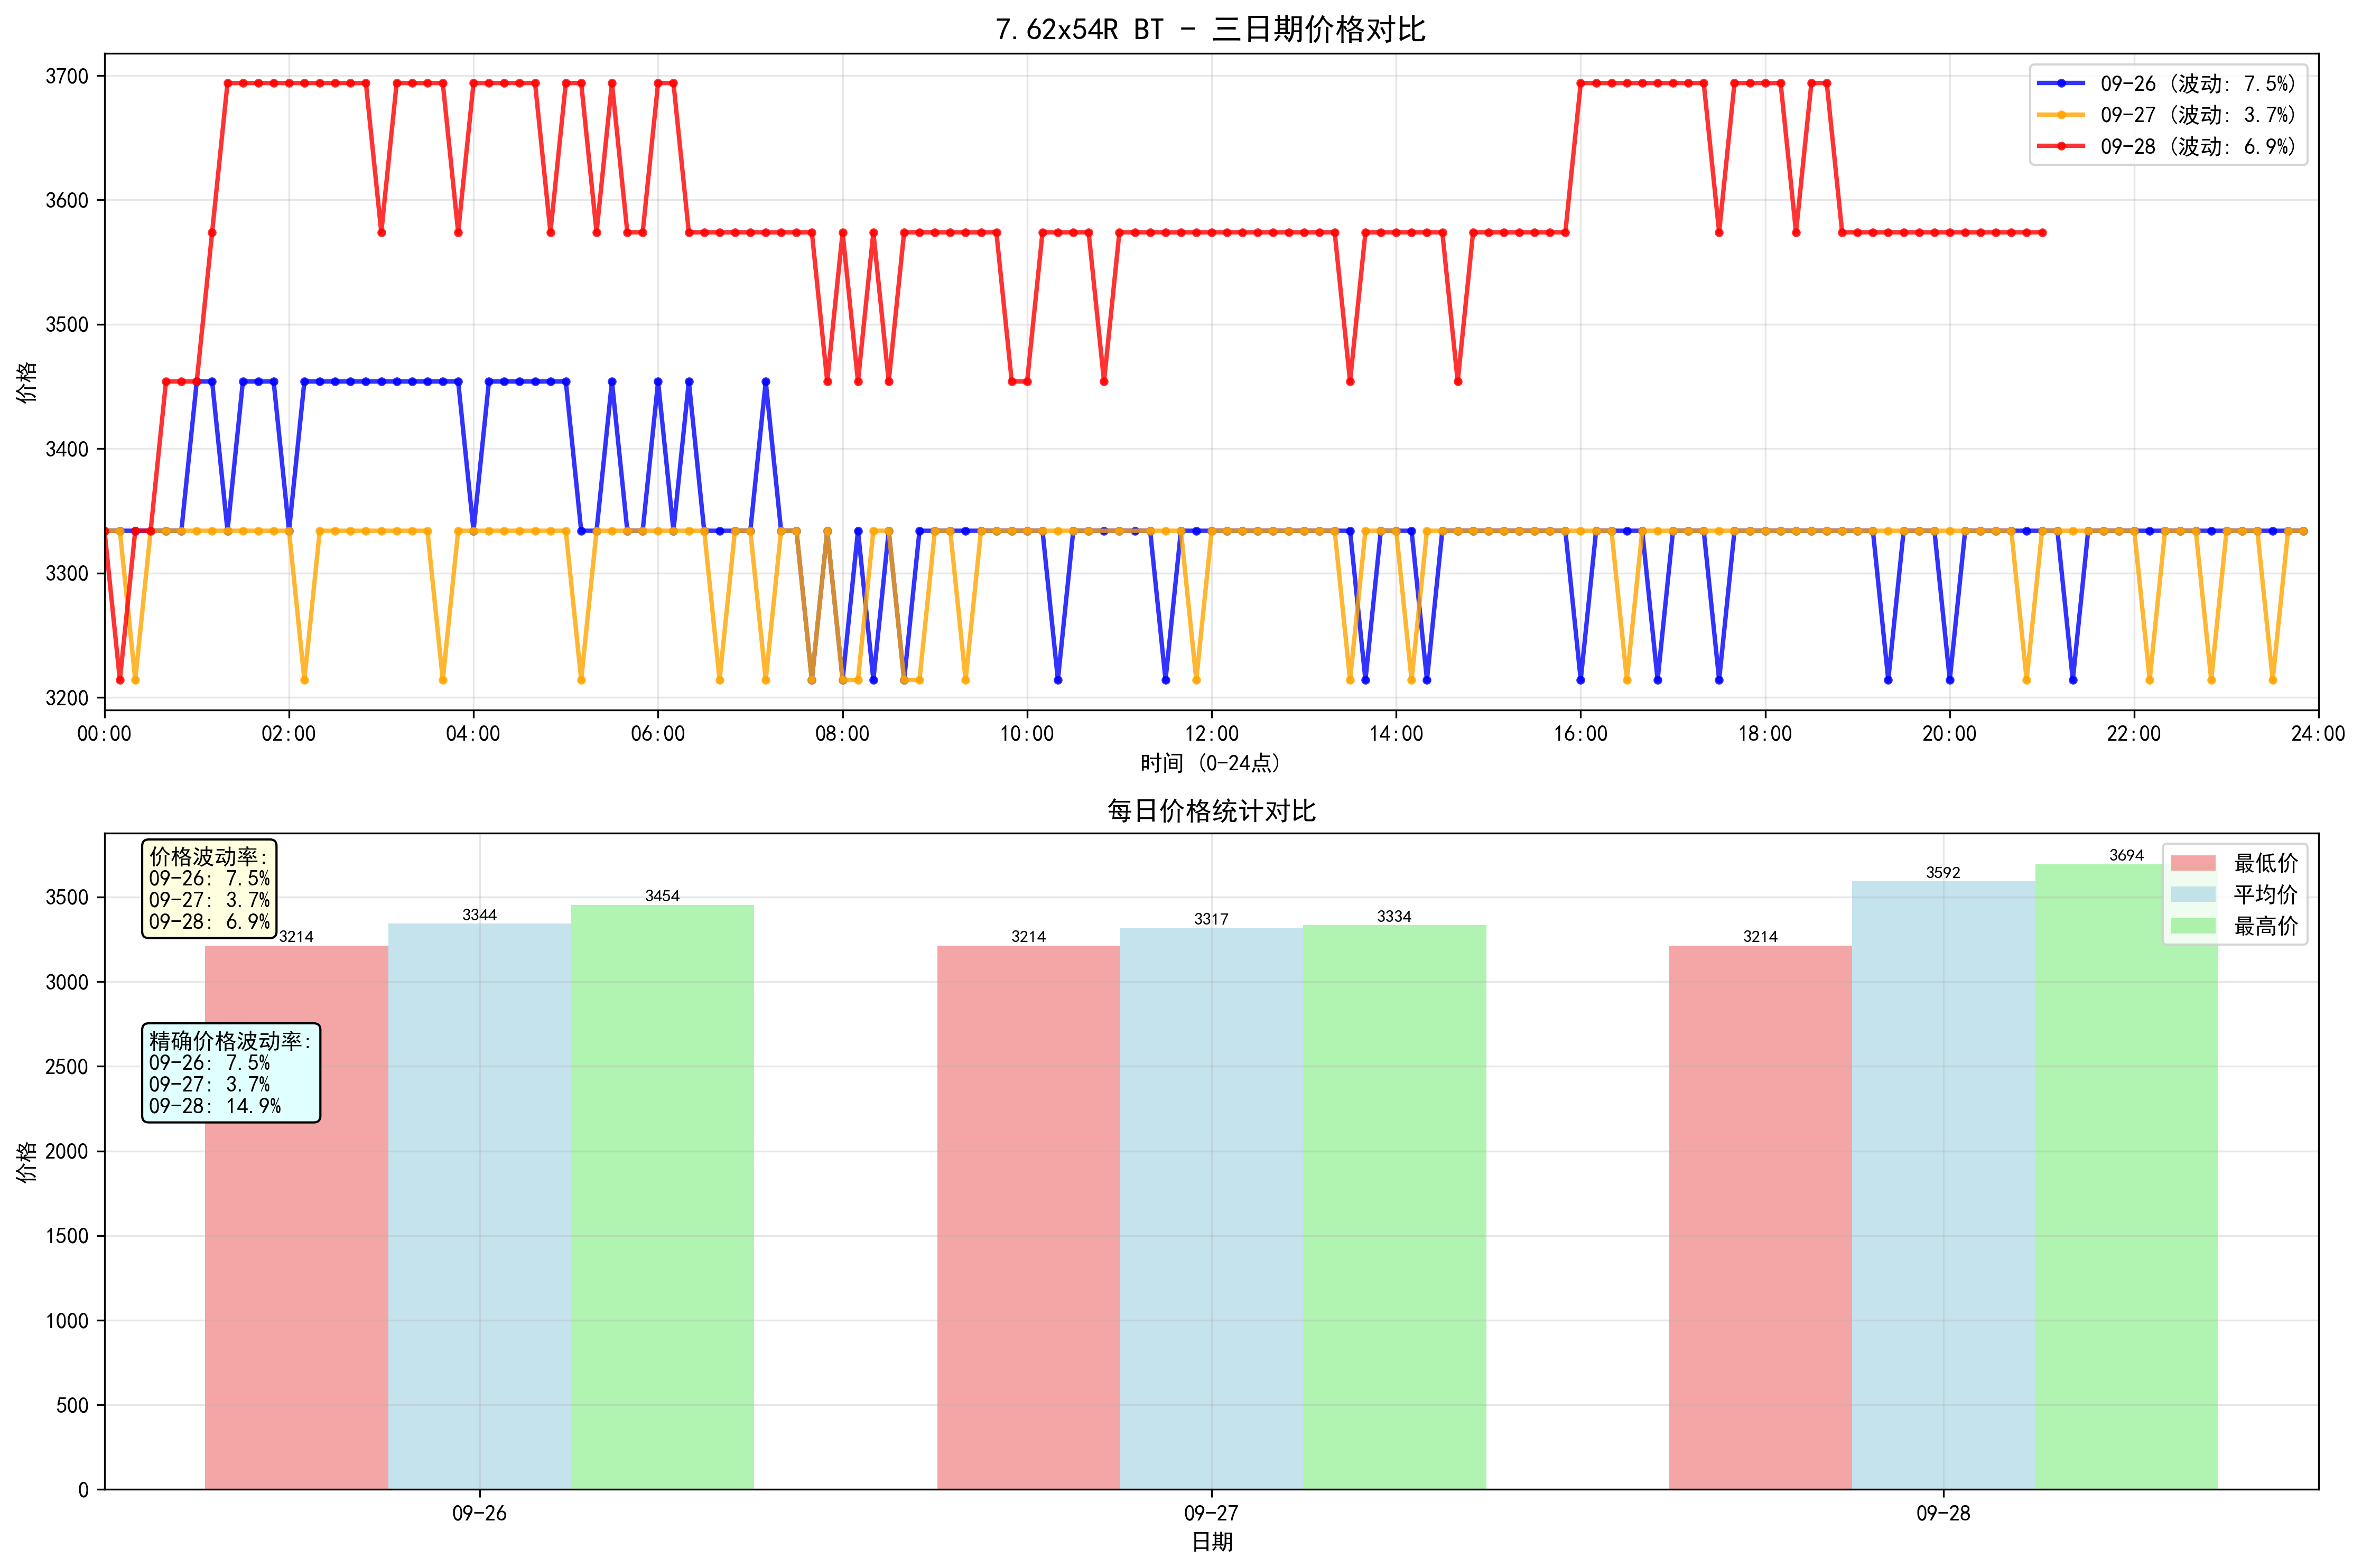 7.62x54R BT - 三日期价格对比
09-26 (波动: 7.5%)
09-27 (波动: 3.7%)
09-28 (波动: 6.9%)
价格
3700
3600
3500
3400
3300
3200
00:00 02:00 04:00 06:00 08:00 10:00 12:00 14:00 16:00 18:00 20:00 22:00 24:00
时间 (0-24点)
每日价格统计对比
价格波动率:
09-26: 7.5%
09-27: 3.7%
09-28: 6.9%
精确价格波动率:
09-26: 7.5%
09-27: 3.7%
09-28: 14.9%
最低价
平均价
最高价
3214 3344 3454 3214 3317 3334 3214 3592 3694
价格
3500
3000
2500
2000
1500
1000
500
0
09-26 09-27 09-28
日期